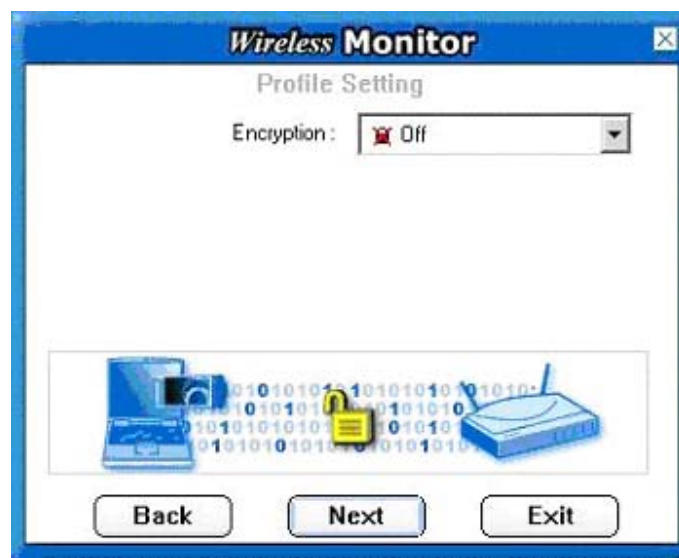 Wireless Monitor
Profile Setting
Encryption : Off
Back Next Exit